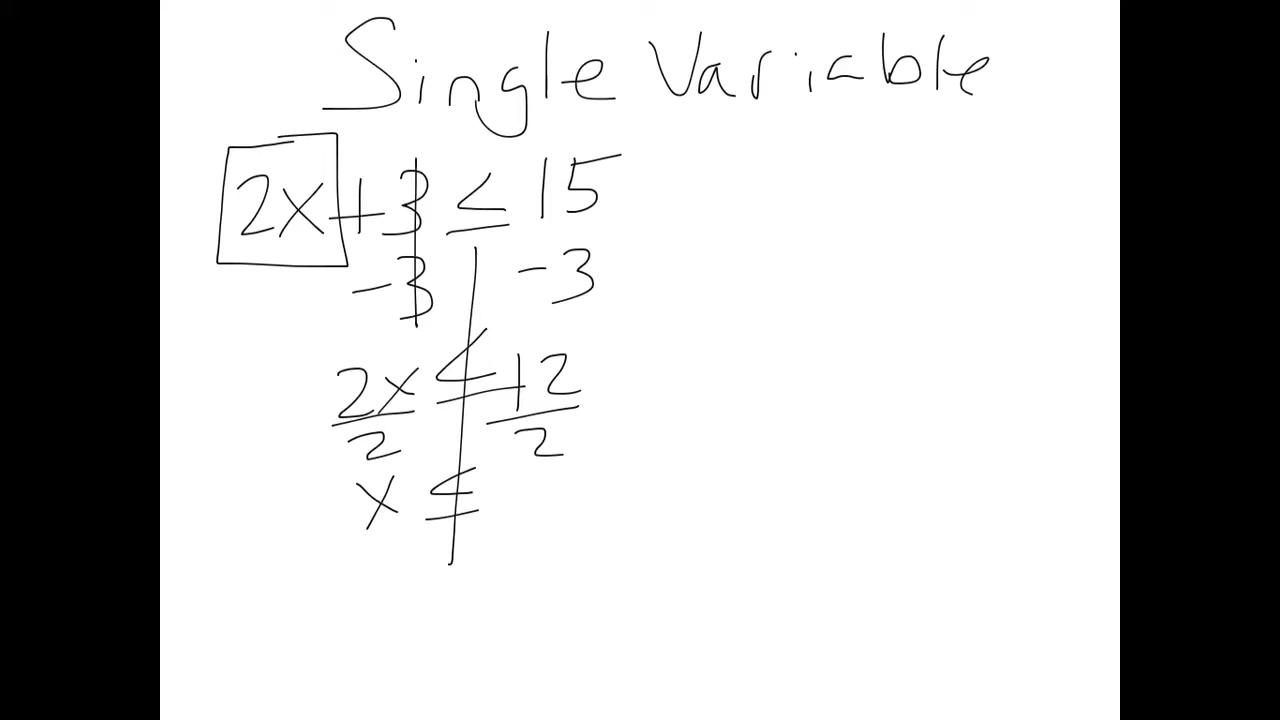 Single Variable
2x + 3 ≤ 15
-3 -3
2x ≤ 12
2 2
x ≤